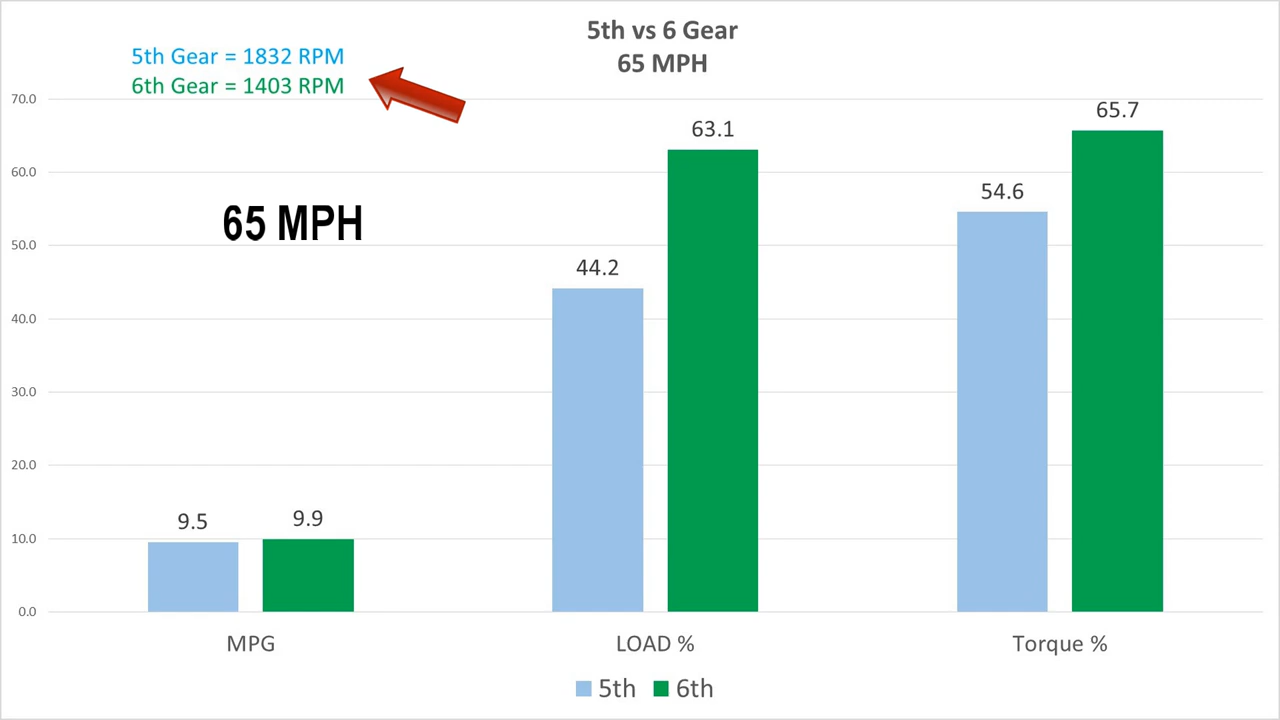 5th vs 6 Gear
65 MPH
5th Gear = 1832 RPM
6th Gear = 1403 RPM
65 MPH
70.0
60.0
50.0
40.0
30.0
20.0
10.0
0.0
9.5
9.9
44.2
63.1
54.6
65.7
MPG
LOAD %
Torque %
5th
6th